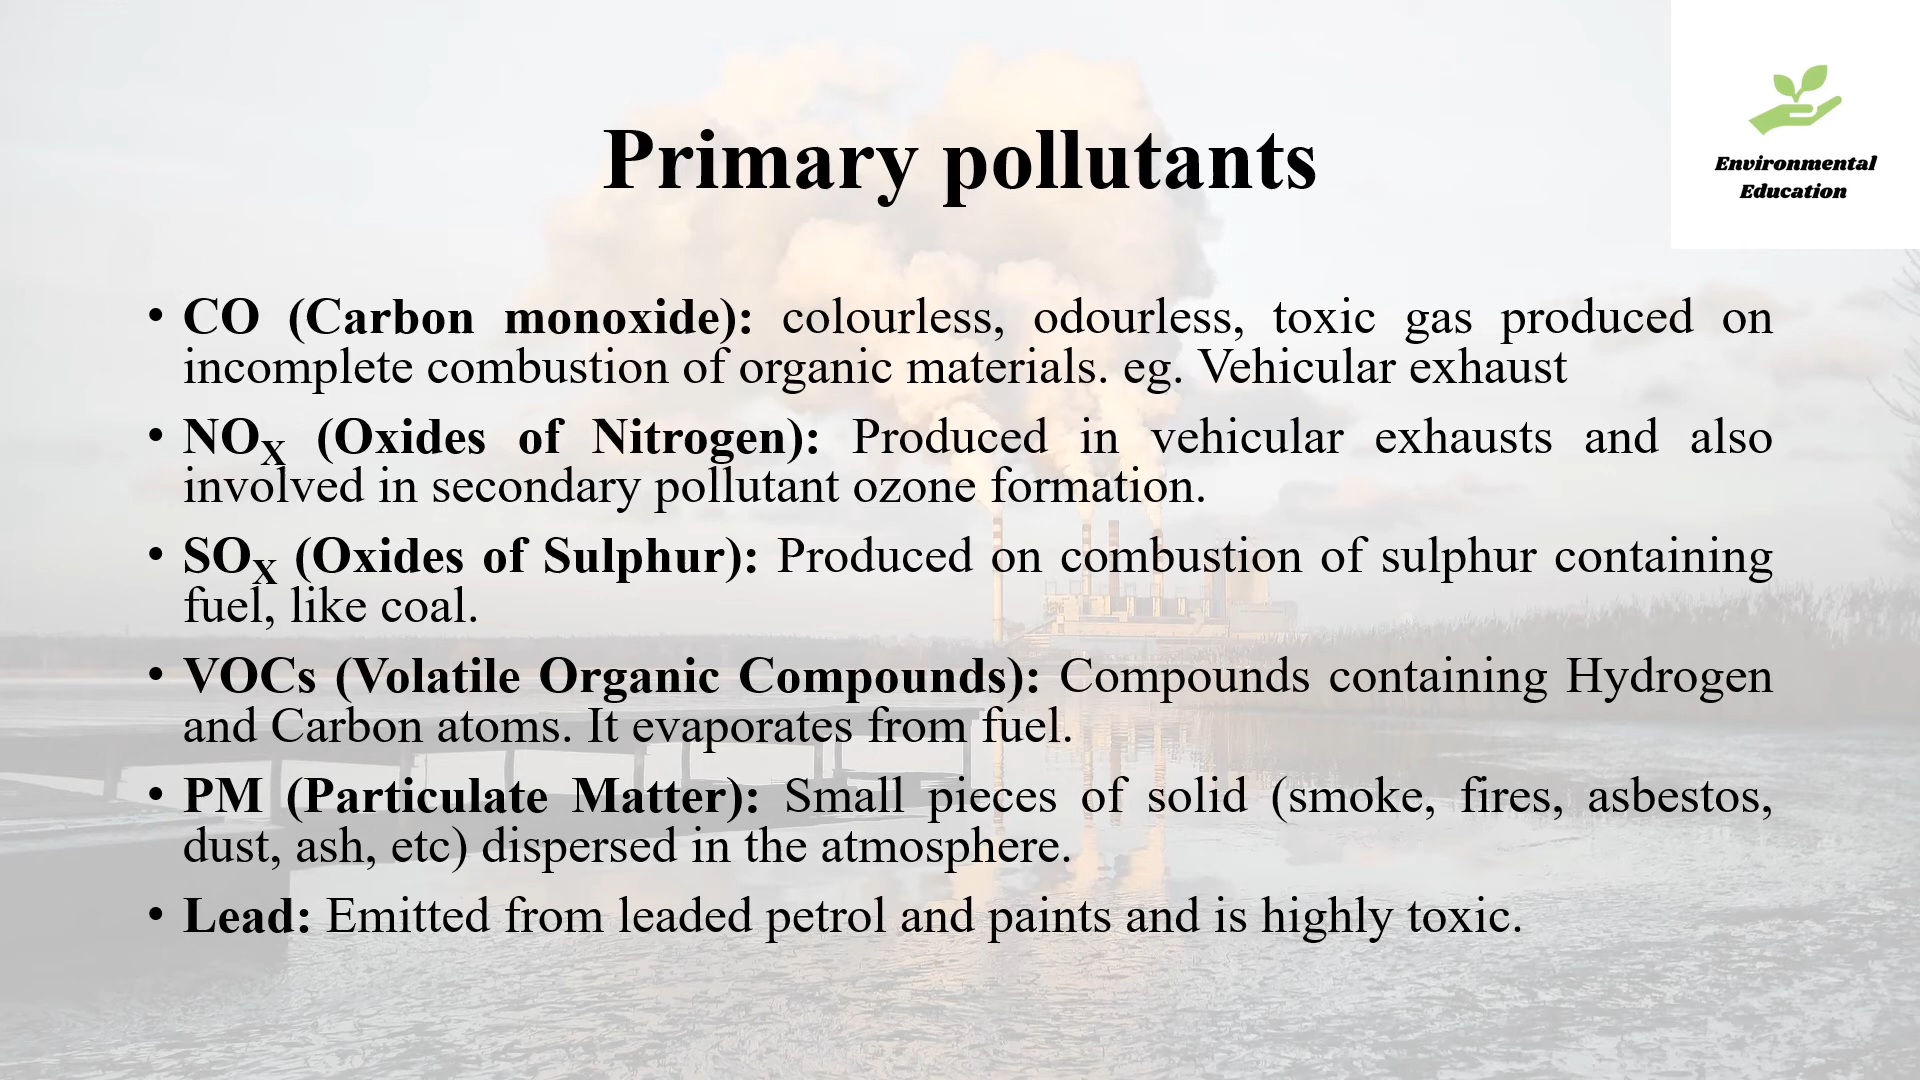 Primary pollutants
Environmental
Education
• CO (Carbon monoxide): colourless, odourless, toxic gas produced on
incomplete combustion of organic materials. eg. Vehicular exhaust
• NOX (Oxides of Nitrogen): Produced in vehicular exhausts and also
involved in secondary pollutant ozone formation.
• SOX (Oxides of Sulphur): Produced on combustion of sulphur containing
fuel, like coal.
• VOCs (Volatile Organic Compounds): Compounds containing Hydrogen
and Carbon atoms. It evaporates from fuel.
• PM (Particulate Matter): Small pieces of solid (smoke, fires, asbestos,
dust, ash, etc) dispersed in the atmosphere.
• Lead: Emitted from leaded petrol and paints and is highly toxic.